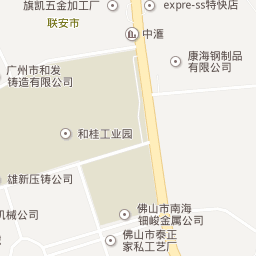 旗凯五金加工厂
expre-ss特快店
联安市
中滙
康海钢制品
有限公司
广州市和发
铸造有限公司
和桂工业园
雄新压铸公司
机械公司
佛山市南海
钿峻金属公司
佛山市泰正
家私工艺厂